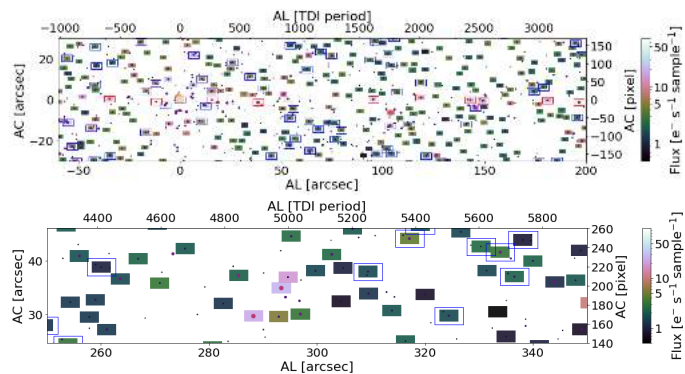 AL [TDI period]
−1000 −500 0 500 1000 1500 2000 2500 3000
AC [arcsec]
20
0
−20
150
100
50
0
−50
−100
−150
AC [pixel]
−50 0 50 100 150 200
AL [arcsec]
50
10
5
1
Flux [e⁻ s⁻¹ sample⁻¹]
AL [TDI period]
4400 4600 4800 5000 5200 5400 5600 5800
AC [arcsec]
40
30
260
240
220
200
180
160
140
AC [pixel]
260 280 300 320 340
AL [arcsec]
50
10
5
1
Flux [e⁻ s⁻¹ sample⁻¹]